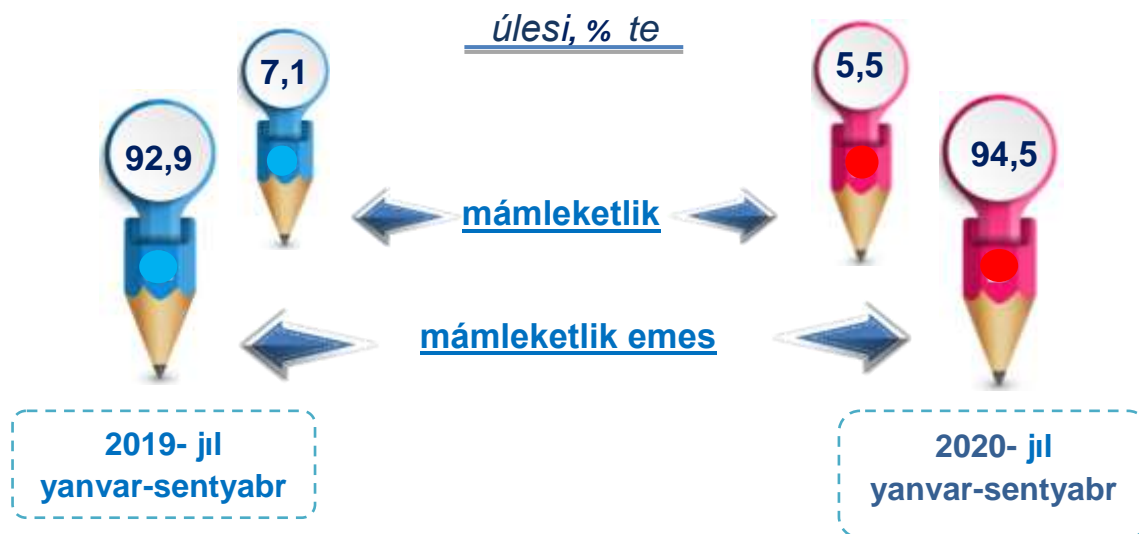 úlesi, % te
7,1
5,5
92,9
94,5
mámleketlik
mámleketlik emes
2019- jıl
yanvar-sentyabr
2020- jıl
yanvar-sentyabr